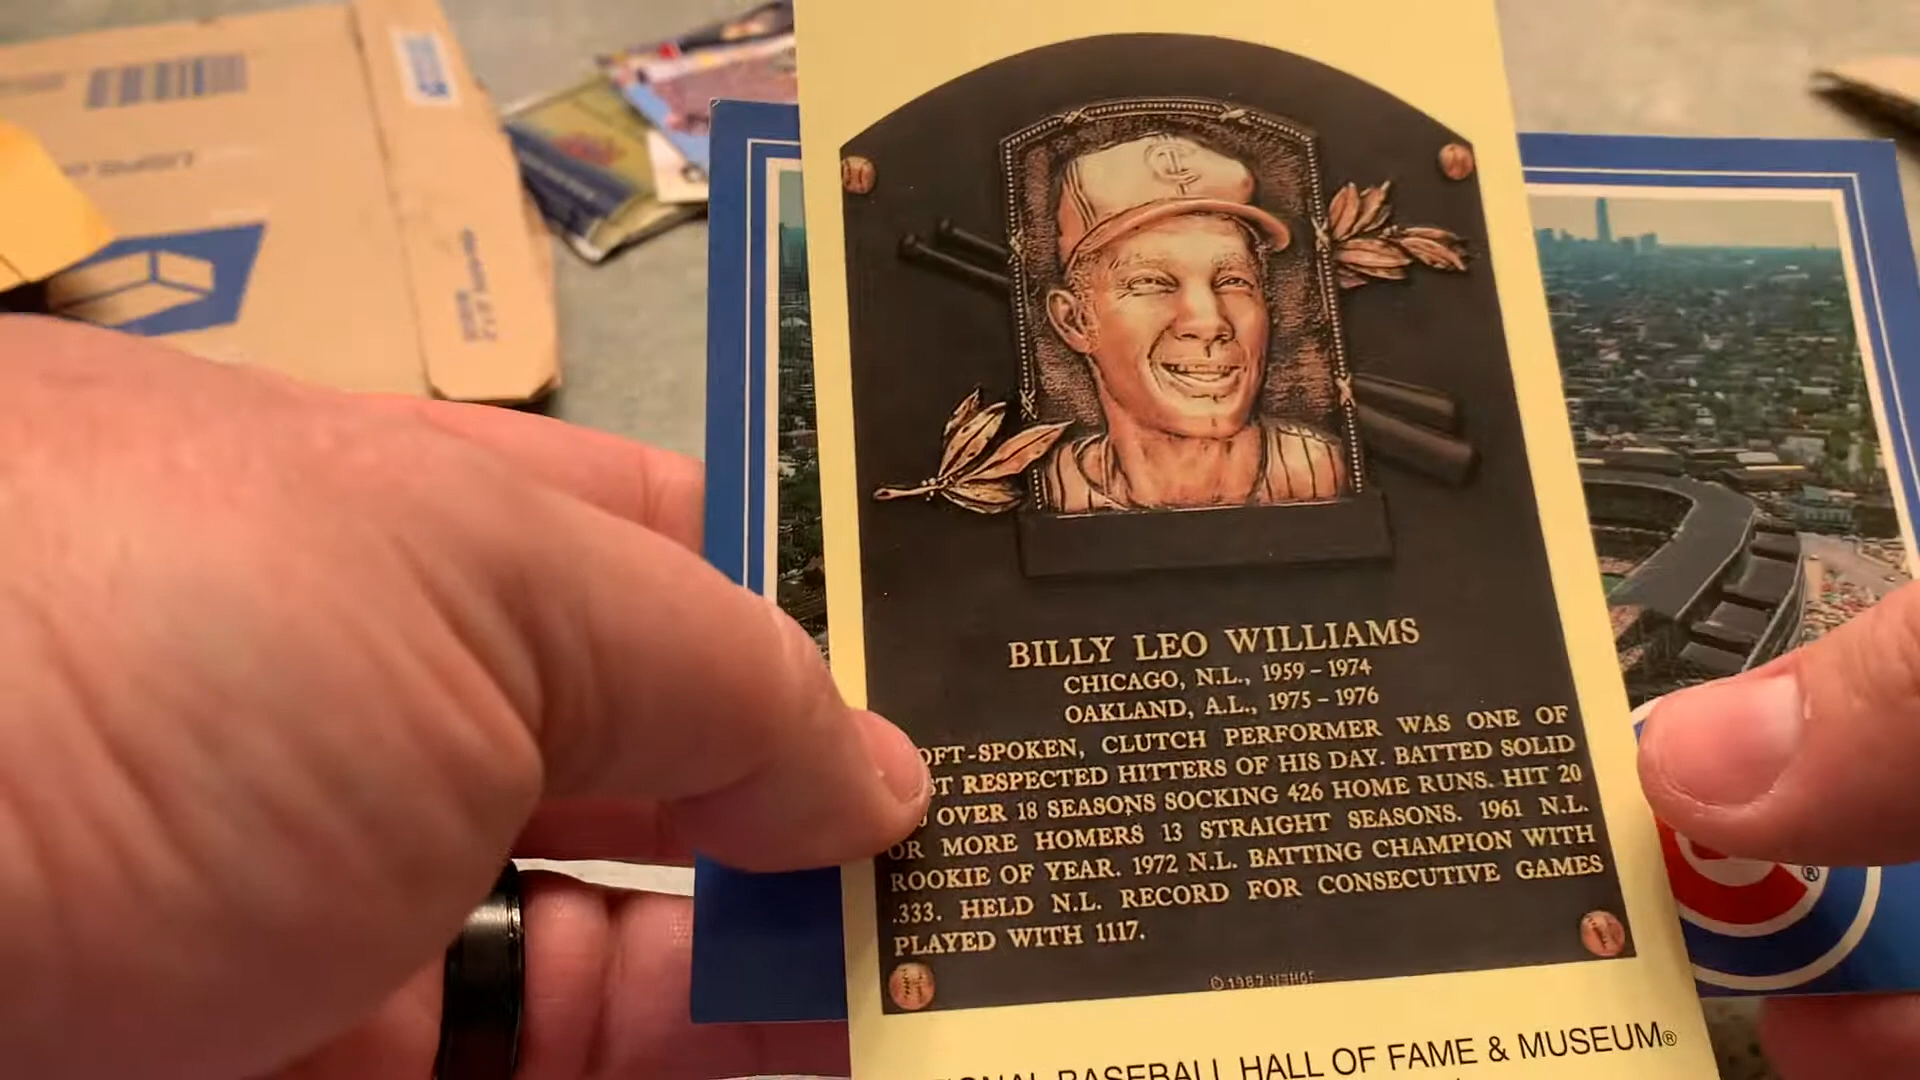 BILLY LEO WILLIAMS
CHICAGO, N.L., 1959 – 1974
OAKLAND, A.L., 1975 – 1976
OFT-SPOKEN, CLUTCH PERFORMER WAS ONE OF
ST RESPECTED HITTERS OF HIS DAY. BATTED SOLID
OVER 18 SEASONS SOCKING 426 HOME RUNS. HIT 20
OR MORE HOMERS 13 STRAIGHT SEASONS. 1961 N.L.
ROOKIE OF YEAR. 1972 N.L. BATTING CHAMPION WITH
.333. HELD N.L. RECORD FOR CONSECUTIVE GAMES
PLAYED WITH 1117.
© 1987 NBHOF
IONAL BASEBALL HALL OF FAME & MUSEUM®